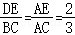 DE/BC = AE/AC = 2/3